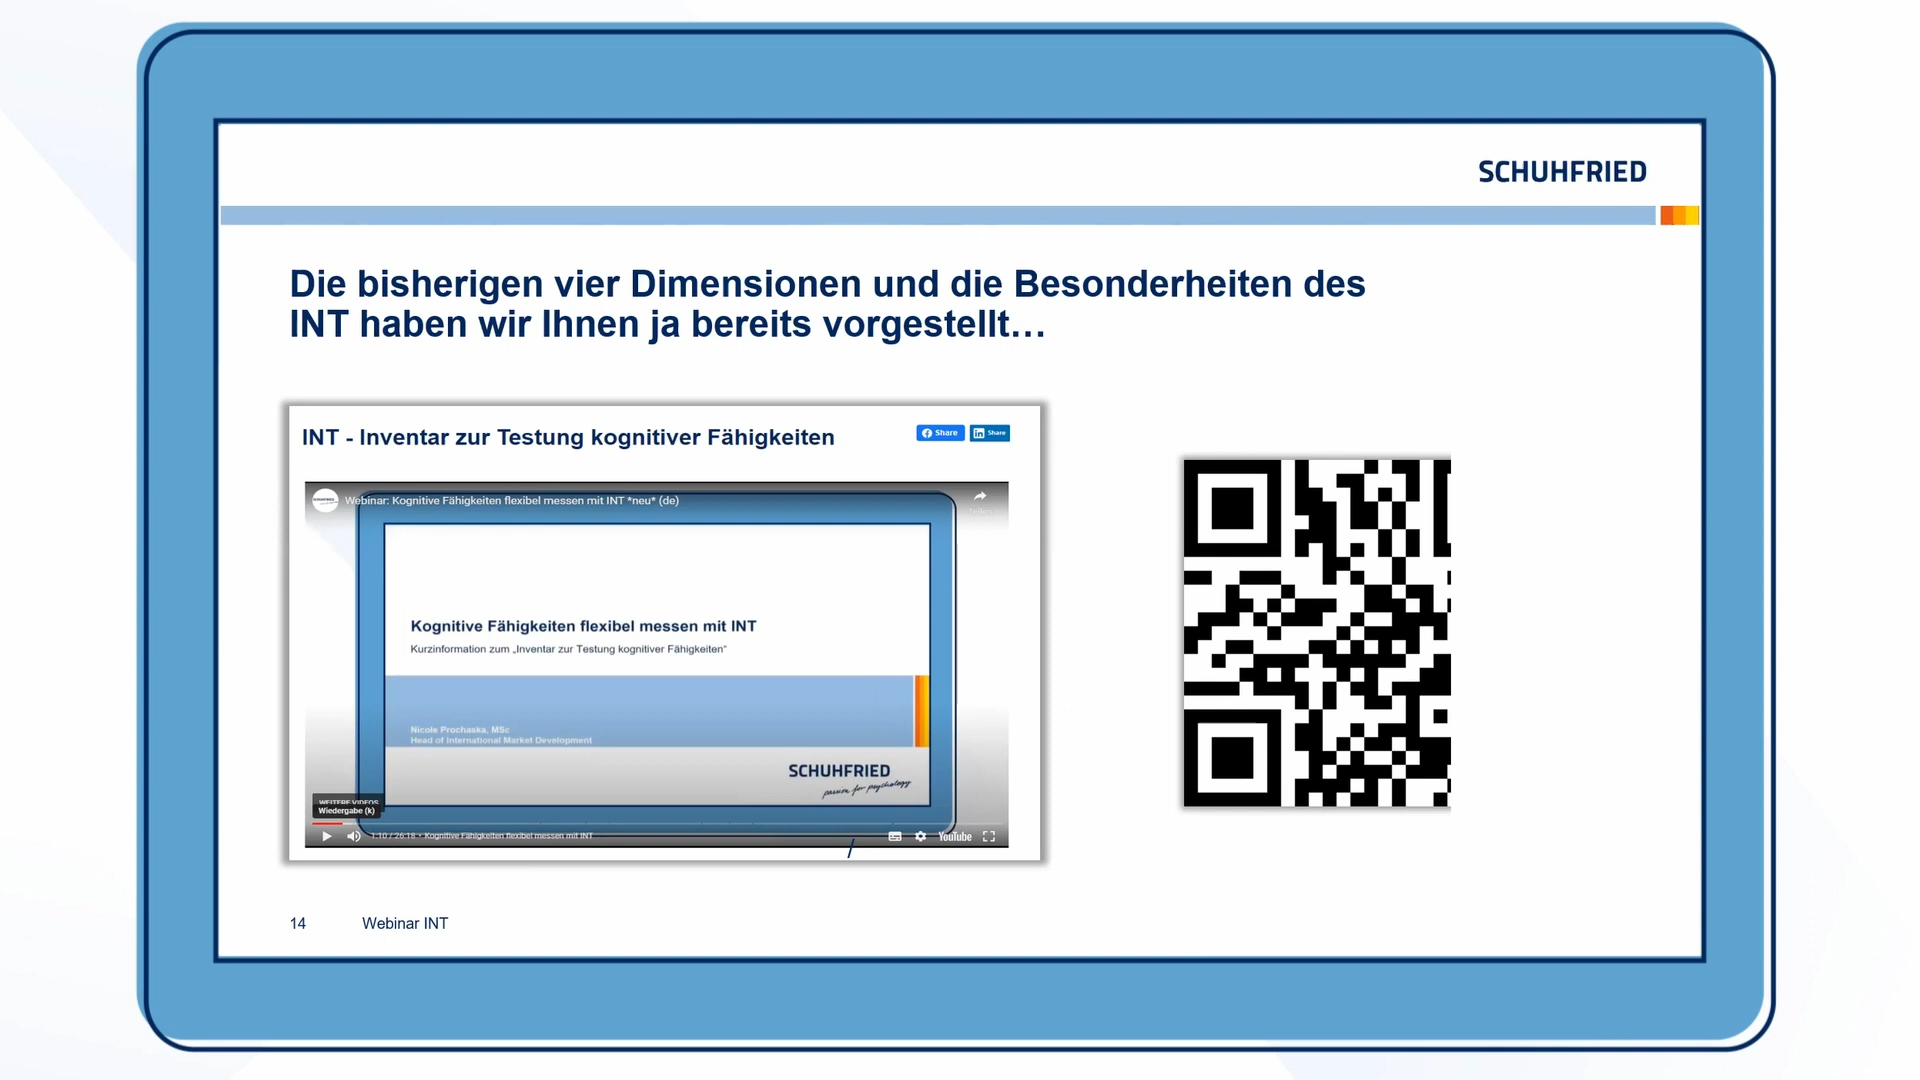 SCHUHFRIED
Die bisherigen vier Dimensionen und die Besonderheiten des
INT haben wir Ihnen ja bereits vorgestellt…
INT - Inventar zur Testung kognitiver Fähigkeiten
Share
Share
Webinar: Kognitive Fähigkeiten flexibel messen mit INT *neu* (de)
Teilen
Kognitive Fähigkeiten flexibel messen mit INT
Kurzinformation zum „Inventar zur Testung kognitiver Fähigkeiten“
Nicole Prochaska, MSc
Head of International Market Development
SCHUHFRIED
passion for psychology
WEITERE VIDEOS
Wiedergabe (k)
1:10 / 26:18 • Kognitive Fähigkeiten flexibel messen mit INT
YouTube
/
14 Webinar INT